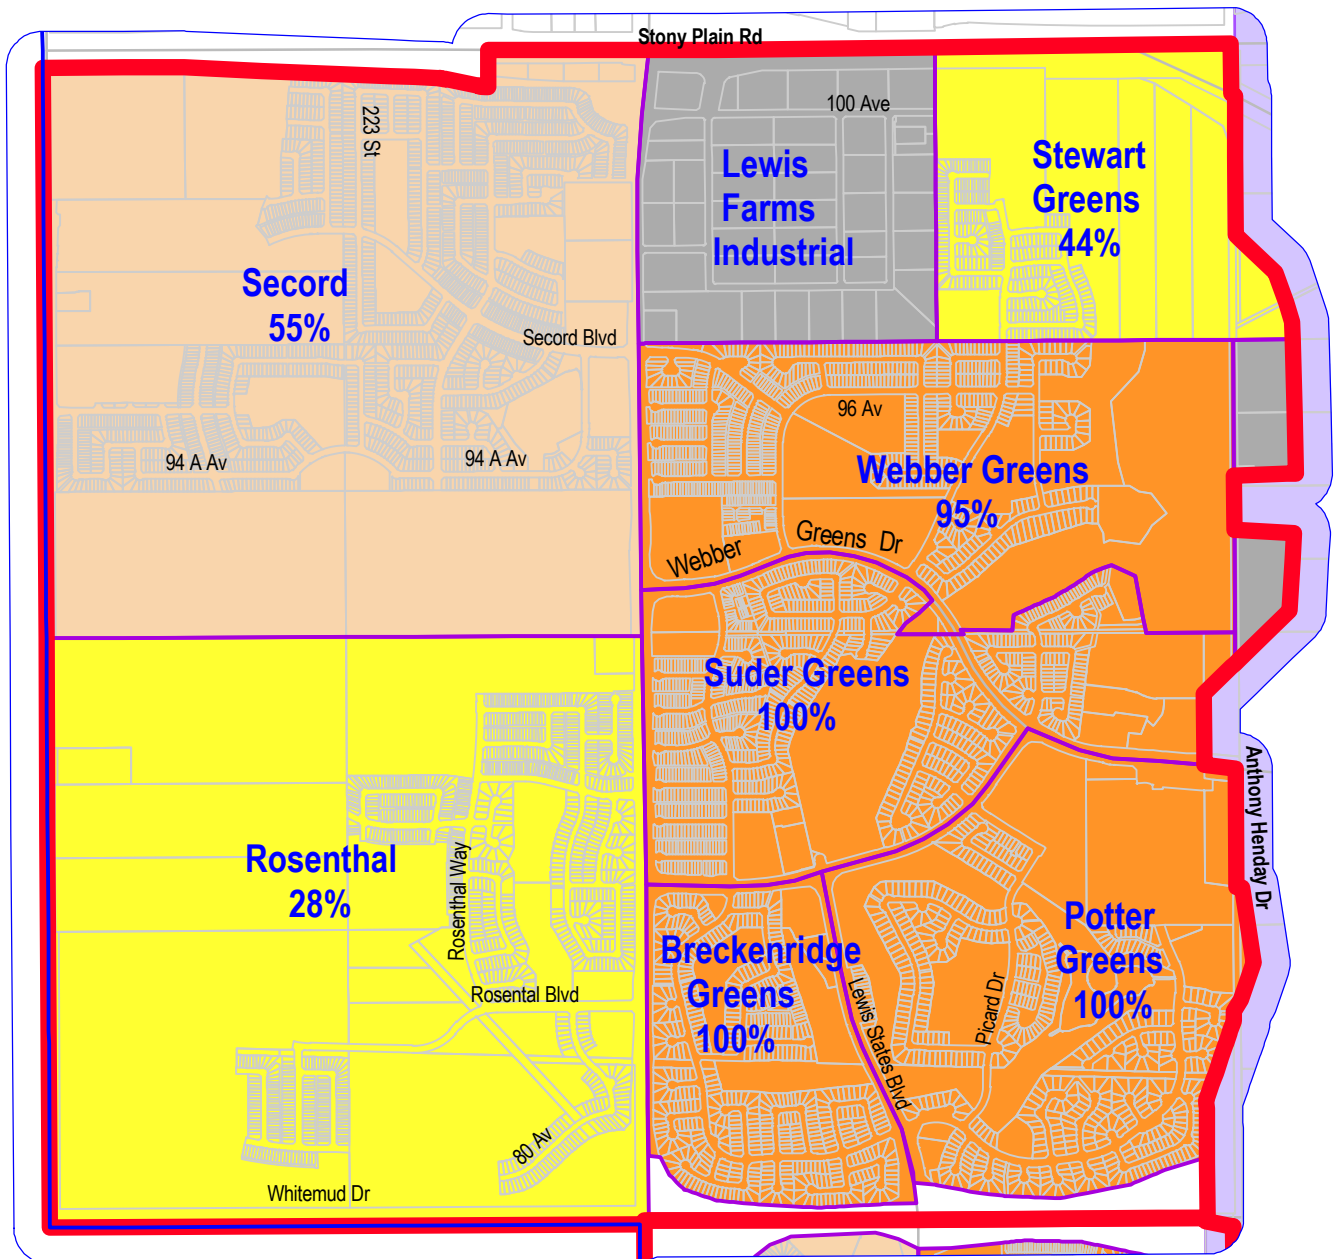 Stony Plain Rd
223 St
100 Ave
Lewis
Farms
Industrial
Stewart
Greens
44%
Secord
55%
Secord Blvd
96 Av
94 A Av
94 A Av
Webber Greens
95%
Webber Greens Dr
Suder Greens
100%
Anthony Henday Dr
Rosenthal
28%
Rosenthal Way
Rosental Blvd
Breckenridge
Greens
100%
Lewis States Blvd
Potter
Greens
100%
Picard Dr
80 Av
Whitemud Dr